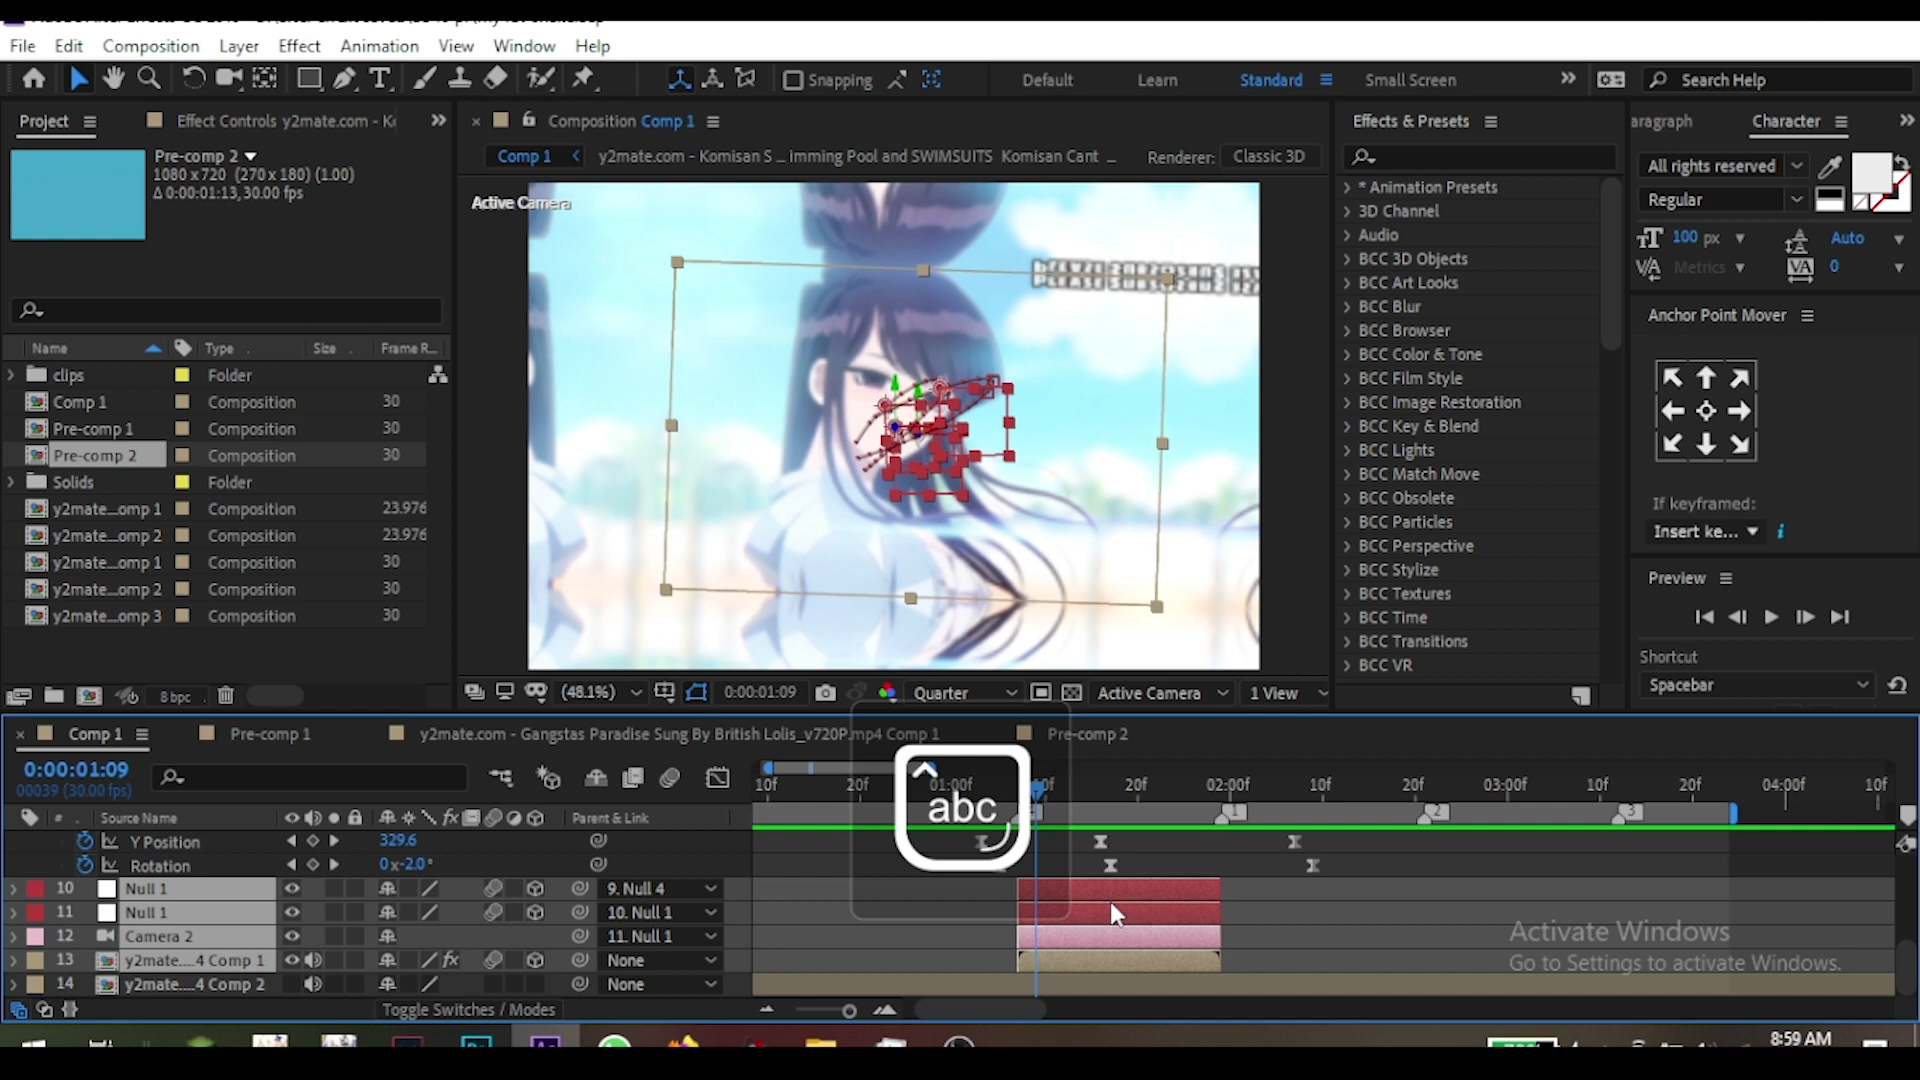 File Edit Composition Layer Effect Animation View Window Help
Snapping Default Learn Standard Small Screen Search Help
Project Effect Controls y2mate.com - K
Composition Comp 1
Effects & Presets
aragraph Character
Pre-comp 2
1080 x 720 (270 x 180) (1.00)
Δ 0:00:01:13, 30.00 fps
Comp 1 y2mate.com - Komisan S ... imming Pool and SWIMSUITS Komisan Cant ... Renderer: Classic 3D
Active Camera
All rights reserved
Regular
100 px Auto
Metrics 0
Anchor Point Mover
If keyframed:
Insert ke...
Preview
Shortcut
Spacebar
Name Type Size Frame R...
clips Folder
Comp 1 Composition 30
Pre-comp 1 Composition 30
Pre-comp 2 Composition 30
Solids Folder
y2mate...omp 1 Composition 23.976
y2mate...omp 2 Composition 23.976
y2mate...omp 1 Composition 30
y2mate...omp 2 Composition 30
y2mate...omp 3 Composition 30
8 bpc
* Animation Presets
3D Channel
Audio
BCC 3D Objects
BCC Art Looks
BCC Blur
BCC Browser
BCC Color & Tone
BCC Film Style
BCC Image Restoration
BCC Key & Blend
BCC Lights
BCC Match Move
BCC Obsolete
BCC Particles
BCC Perspective
BCC Stylize
BCC Textures
BCC Time
BCC Transitions
BCC VR
(48.1%) 0:00:01:09 Quarter Active Camera 1 View
Comp 1 Pre-comp 1 y2mate.com - Gangstas Paradise Sung By British Lolis_v720P.mp4 Comp 1 Pre-comp 2
0:00:01:09
00039 (30.00 fps)
10f 20f 01:00f 10f 20f 02:00f 10f 20f 03:00f 20f 04:00f 10f
abc
1 2 3
# Source Name Parent & Link
Y Position 329.6
Rotation 0x-2.0°
10 Null 1 9. Null 4
11 Null 1 10. Null 1
12 Camera 2 11. Null 1
13 y2mate....4 Comp 1 None
14 y2mate....4 Comp 2 None
Toggle Switches / Modes
Activate Windows
Go to Settings to activate Windows.
8:59 AM